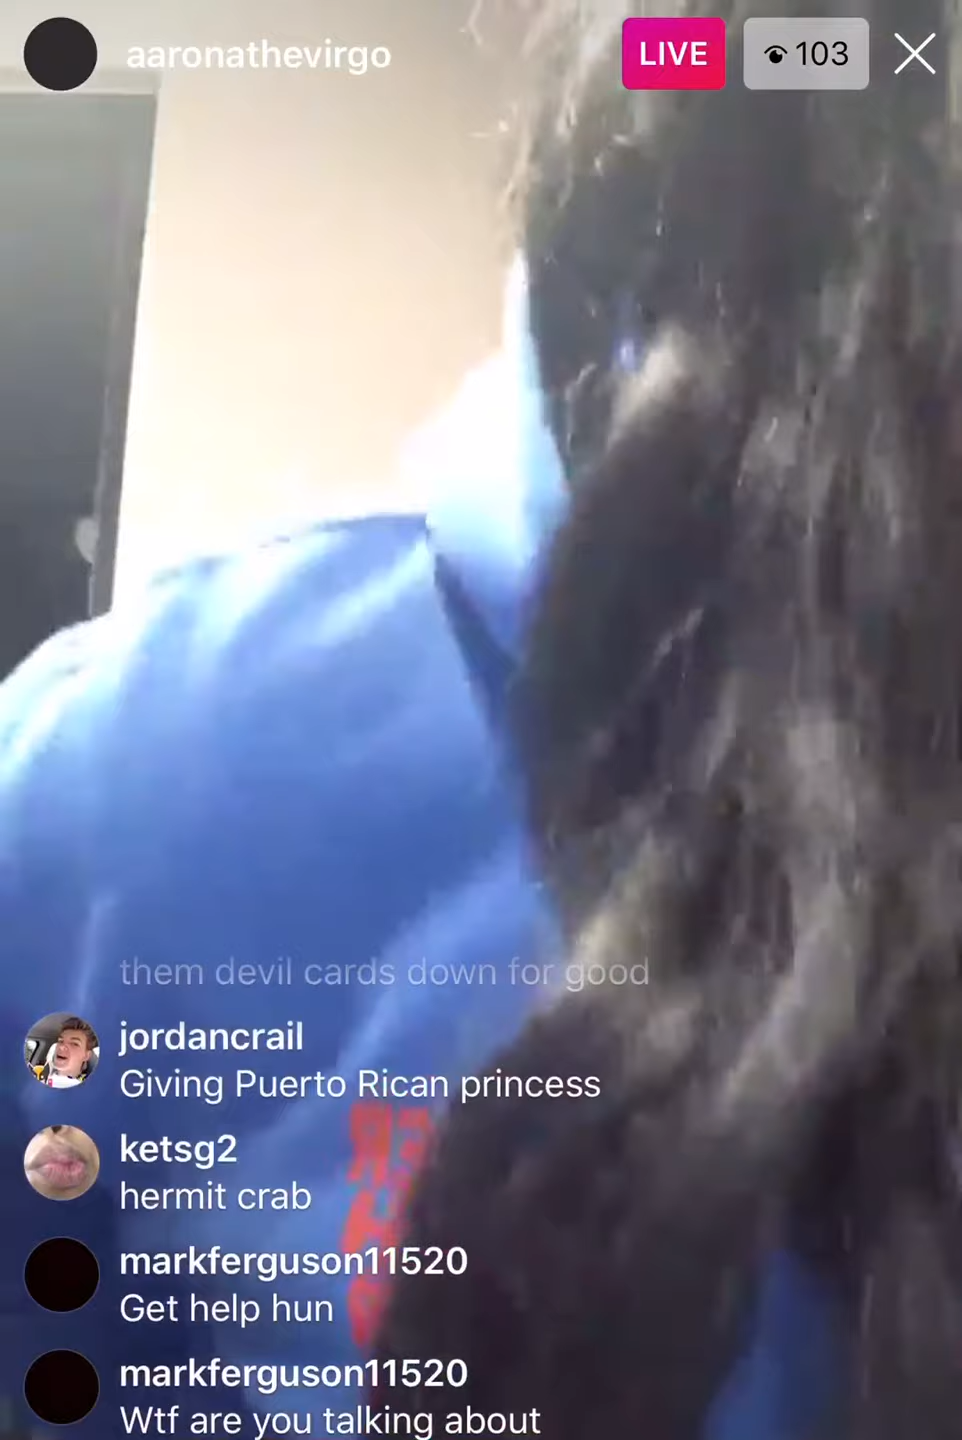 aaronathevirgo
LIVE
103
them devil cards down for good
jordancrail
Giving Puerto Rican princess
ketsg2
hermit crab
markferguson11520
Get help hun
markferguson11520
Wtf are you talking about